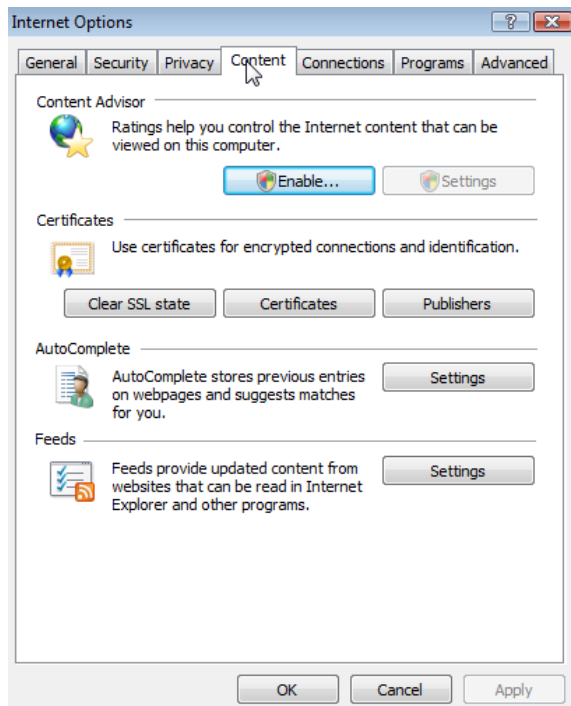 Internet Options
General Security Privacy Content Connections Programs Advanced
Content Advisor
Ratings help you control the Internet content that can be
viewed on this computer.
Enable... Settings
Certificates
Use certificates for encrypted connections and identification.
Clear SSL state Certificates Publishers
AutoComplete
AutoComplete stores previous entries
on webpages and suggests matches
for you.
Settings
Feeds
Feeds provide updated content from
websites that can be read in Internet
Explorer and other programs.
Settings
OK Cancel Apply